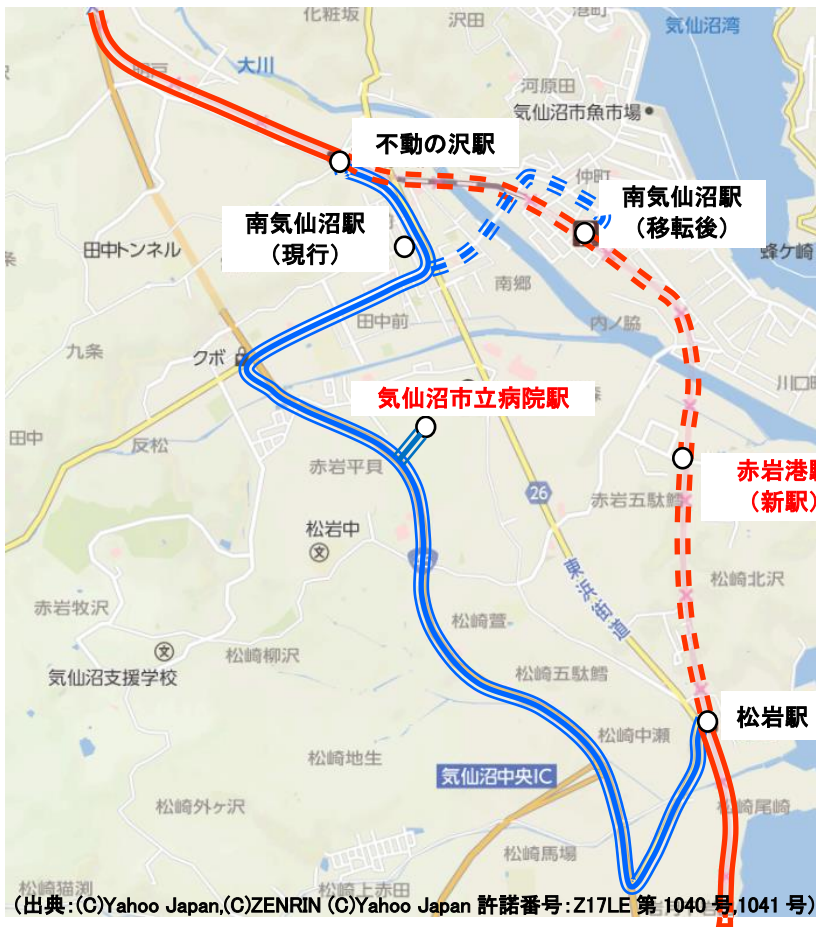 化粧坂
沢田
港町
気仙沼湾
大川
河原田
気仙沼市魚市場
不動の沢駅
仲町
南気仙沼駅
(移転後)
南気仙沼駅
(現行)
田中トンネル
蜂ケ崎
南郷
田中前
内ノ脇
九条
クボ
川口町
気仙沼市立病院駅
田中
反松
赤岩平貝
赤岩港駅
(新駅)
26
赤岩五駄鱈
松岩中
文
東浜街道
松崎北沢
赤岩牧沢
松崎萱
文
気仙沼支援学校
松崎柳沢
松崎五駄鱈
松岩駅
松崎中瀬
松崎地生
気仙沼中央IC
松崎外ヶ沢
松崎尾崎
松崎馬場
松崎猫渕
松崎上赤田
(出典:(C)Yahoo Japan,(C)ZENRIN (C)Yahoo Japan 許諾番号:Z17LE 第 1040 号,1041 号)